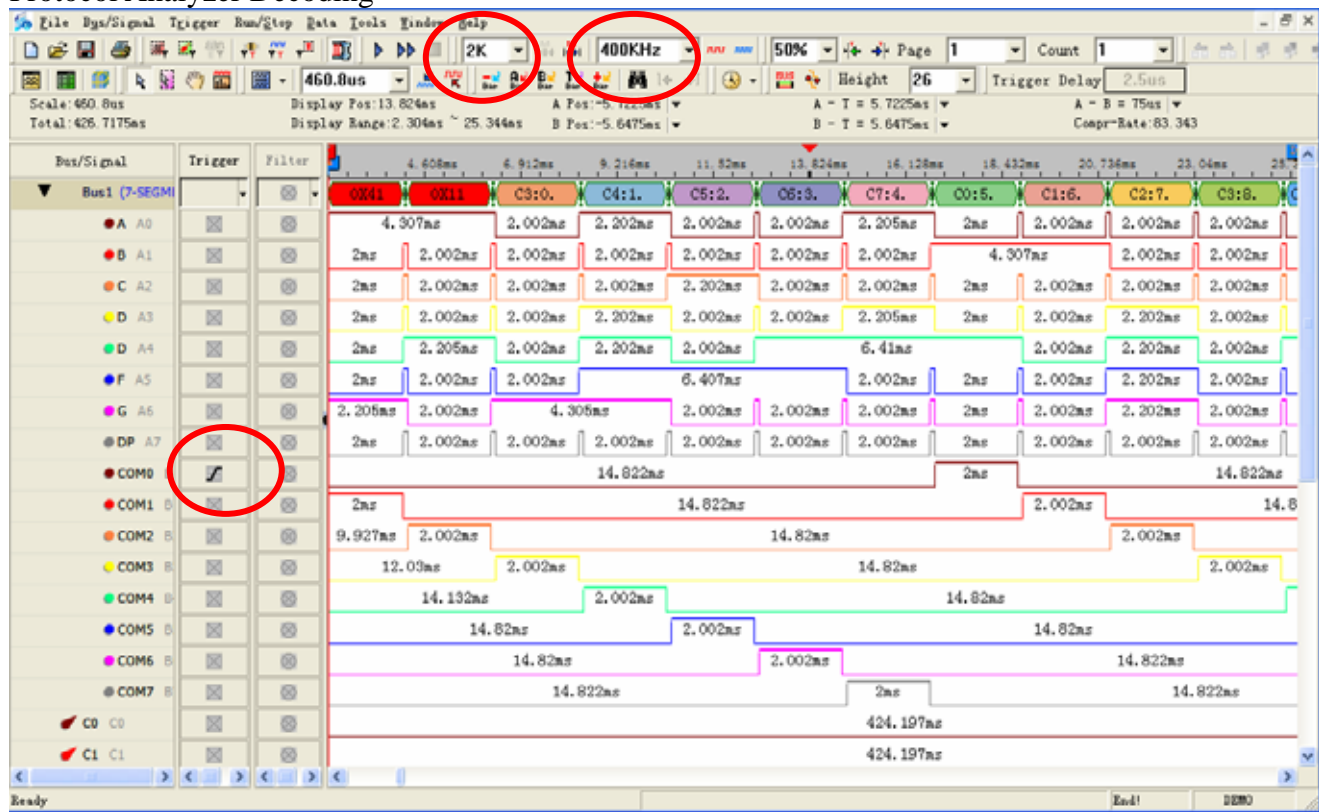 Protocol Analyzer Decoding
File Bus/Signal Trigger Run/Stop Data Tools Window Help
2K 400KHz 50% Page 1 Count 1
460.8us Height 26 Trigger Delay 2.5us
Scale:460.8us Display Pos:13.824ms A Pos:-5.7225ms A - T = 5.7225ms A - B = 75us
Total:426.7175ms Display Range:2.304ms ~ 25.344ms B Pos:-5.6475ms B - T = 5.6475ms Compr-Rate:83.343
Bus/Signal Trigger Filter 4.608ms 6.912ms 9.216ms 11.52ms 13.824ms 16.128ms 18.432ms 20.736ms 23.04ms
Bus1 (7-SEGM 0X41 0X11 C3:0. C4:1. C5:2. C6:3. C7:4. C0:5. C1:6. C2:7. C3:8.
A A0 4.307ms 2.002ms 2.202ms 2.002ms 2.002ms 2.205ms 2ms 2.002ms 2.002ms 2.002ms
B A1 2ms 2.002ms 2.002ms 2.002ms 2.002ms 2.002ms 2.002ms 4.307ms 2.002ms 2.002ms
C A2 2ms 2.002ms 2.002ms 2.002ms 2.202ms 2.002ms 2.002ms 2ms 2.002ms 2.002ms 2.002ms
D A3 2ms 2.002ms 2.002ms 2.202ms 2.002ms 2.002ms 2.205ms 2ms 2.002ms 2.202ms 2.002ms
D A4 2ms 2.205ms 2.002ms 2.202ms 2.002ms 6.41ms 2.002ms 2.202ms 2.002ms
F A5 2ms 2.002ms 2.002ms 6.407ms 2.002ms 2ms 2.002ms 2.202ms 2.002ms
G A6 2.205ms 2.002ms 4.305ms 2.002ms 2.002ms 2.002ms 2ms 2.002ms 2.202ms 2.002ms
DP A7 2ms 2.002ms 2.002ms 2.002ms 2.002ms 2.002ms 2.002ms 2ms 2.002ms 2.002ms 2.002ms
COM0 14.822ms 2ms 14.822ms
COM1 2ms 14.822ms 2.002ms 14.8
COM2 9.927ms 2.002ms 14.82ms 2.002ms
COM3 12.03ms 2.002ms 14.82ms 2.002ms
COM4 14.132ms 2.002ms 14.82ms
COM5 14.82ms 2.002ms 14.82ms
COM6 14.82ms 2.002ms 14.822ms
COM7 14.822ms 2ms 14.822ms
C0 C0 424.197ms
C1 C1 424.197ms
Ready End! DEMO